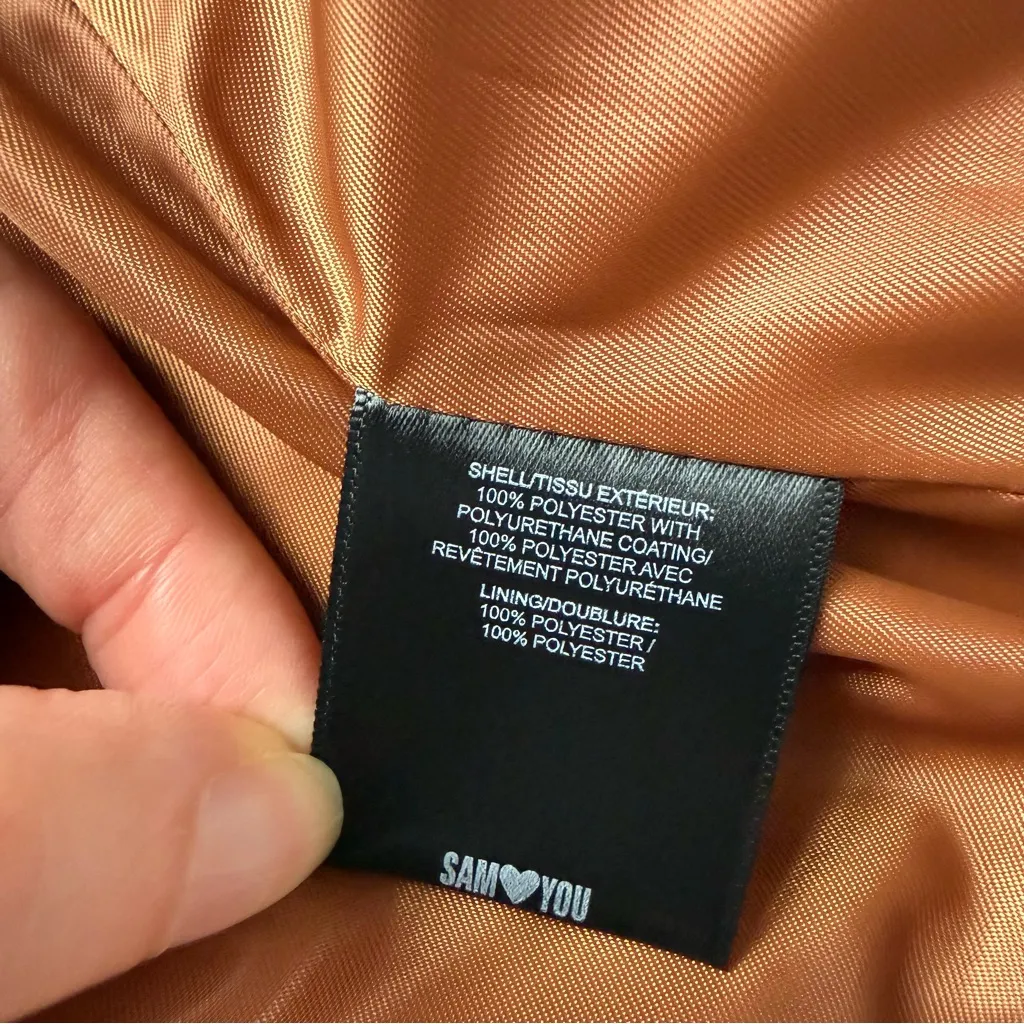 SHELL/TISSU EXTÉRIEUR:
100% POLYESTER WITH
POLYURETHANE COATING/
100% POLYESTER AVEC
REVÊTEMENT POLYURÉTHANE
LINING/DOUBLURE:
100% POLYESTER /
100% POLYESTER
SAM♥YOU